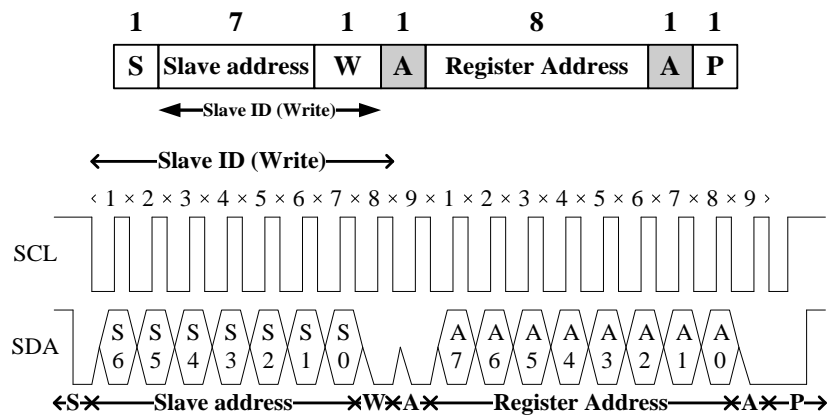 1 7 1 1 8 1 1
S Slave address W A Register Address A P
Slave ID (Write)
Slave ID (Write)
1 × 2 × 3 × 4 × 5 × 6 × 7 × 8 × 9 × 1 × 2 × 3 × 4 × 5 × 6 × 7 × 8 × 9
SCL
SDA
S6 S5 S4 S3 S2 S1 S0 A7 A6 A5 A4 A3 A2 A1 A0
S Slave address W A Register Address A P